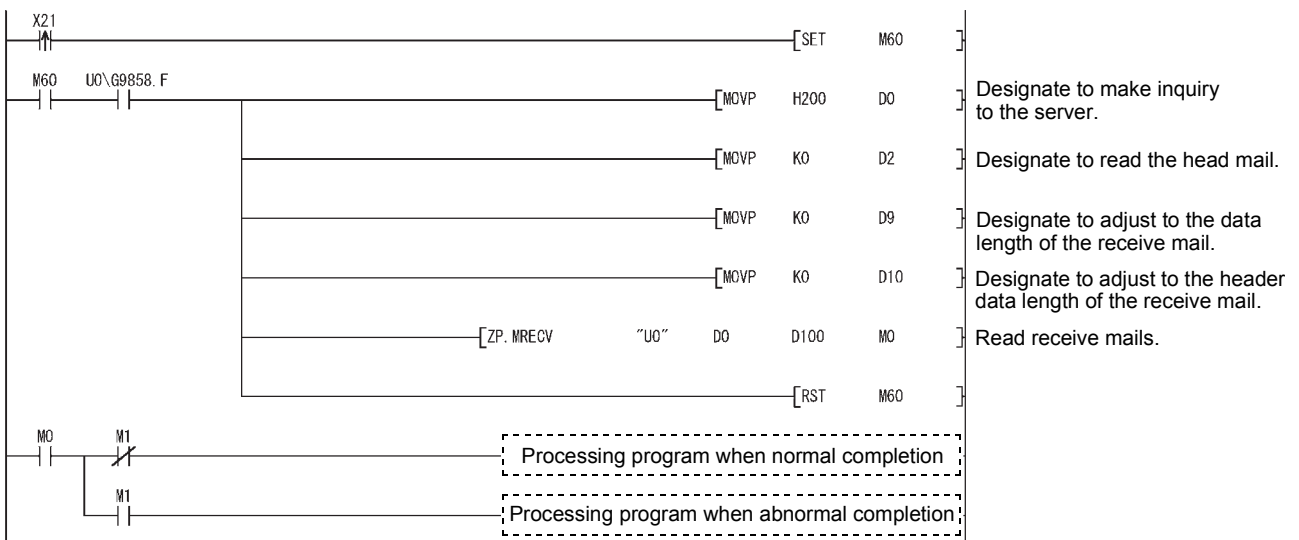 X21
[SET M60 ]
M60 U0\G9858.F
[MOVP H200 D0 ] Designate to make inquiry
to the server.
[MOVP K0 D2 ] Designate to read the head mail.
[MOVP K0 D9 ] Designate to adjust to the data
length of the receive mail.
[MOVP K0 D10 ] Designate to adjust to the header
data length of the receive mail.
[ZP.MRECV "U0" D0 D100 M0 ] Read receive mails.
[RST M60 ]
M0 M1
Processing program when normal completion
M1
Processing program when abnormal completion